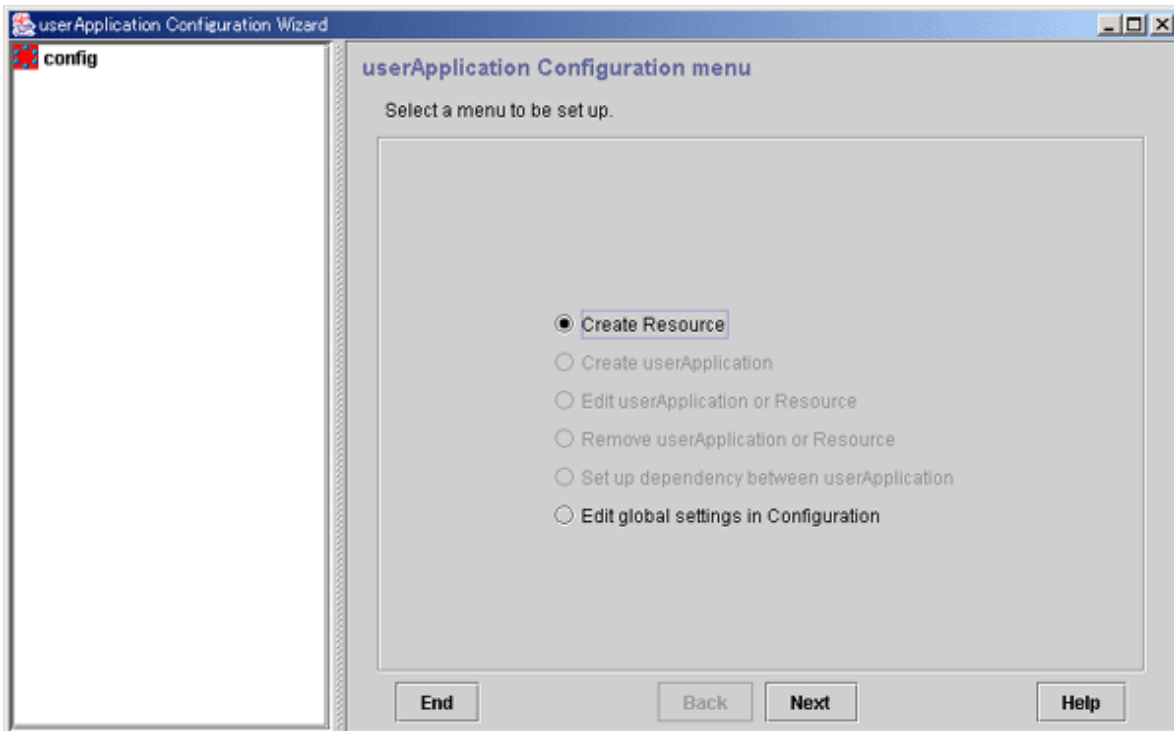 userApplication Configuration Wizard
config
userApplication Configuration menu
Select a menu to be set up.
Create Resource
Create userApplication
Edit userApplication or Resource
Remove userApplication or Resource
Set up dependency between userApplication
Edit global settings in Configuration
End Back Next Help